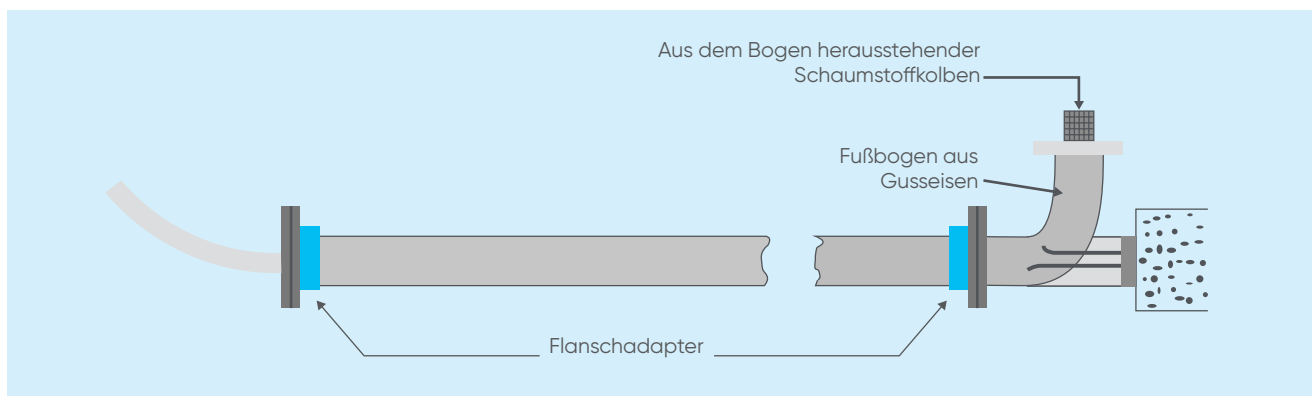 Aus dem Bogen herausstehender
Schaumstoffkolben
Fußbogen aus
Gusseisen
Flanschadapter